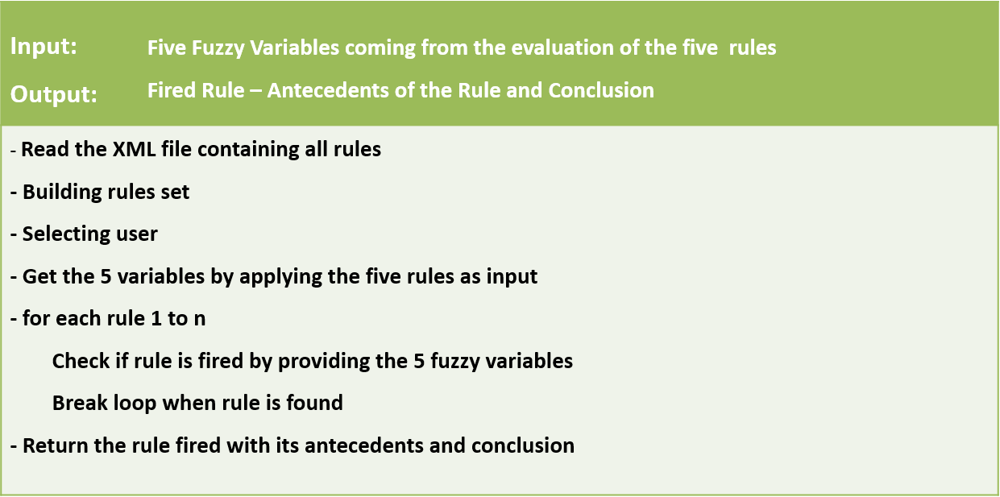 Input: Five Fuzzy Variables coming from the evaluation of the five rules
Output: Fired Rule – Antecedents of the Rule and Conclusion
- Read the XML file containing all rules
- Building rules set
- Selecting user
- Get the 5 variables by applying the five rules as input
- for each rule 1 to n
Check if rule is fired by providing the 5 fuzzy variables
Break loop when rule is found
- Return the rule fired with its antecedents and conclusion